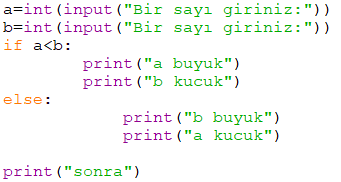 a=int(input("Bir sayı giriniz:"))
b=int(input("Bir sayı giriniz:"))
if a<b:
        print("a buyuk")
        print("b kucuk")
else:
            print("b buyuk")
            print("a kucuk")

print("sonra")